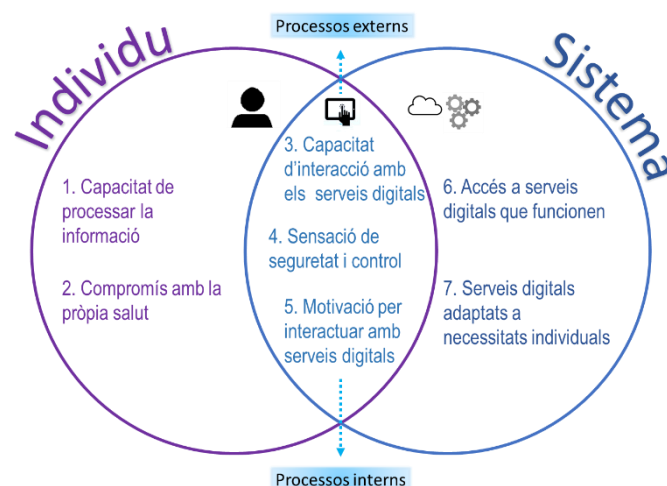 Processos externs
Individu
Sistema
1. Capacitat de
processar la
informació
2. Compromís amb la
pròpia salut
3. Capacitat
d’interacció amb
els serveis digitals
4. Sensació de
seguretat i control
5. Motivació per
interactuar amb
serveis digitals
6. Accés a serveis
digitals que funcionen
7. Serveis digitals
adaptats a
necessitats individuals
Processos interns